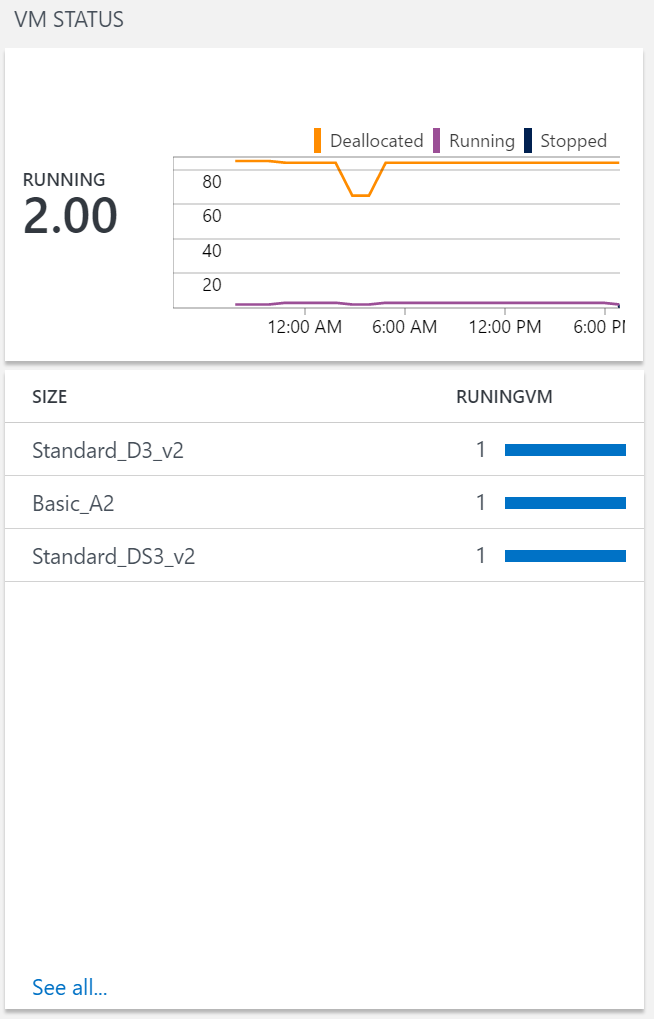 VM STATUS
Deallocated Running Stopped
RUNNING
2.00
80
60
40
20
12:00 AM 6:00 AM 12:00 PM 6:00 P
SIZE RUNINGVM
Standard_D3_v2 1
Basic_A2 1
Standard_DS3_v2 1
See all...